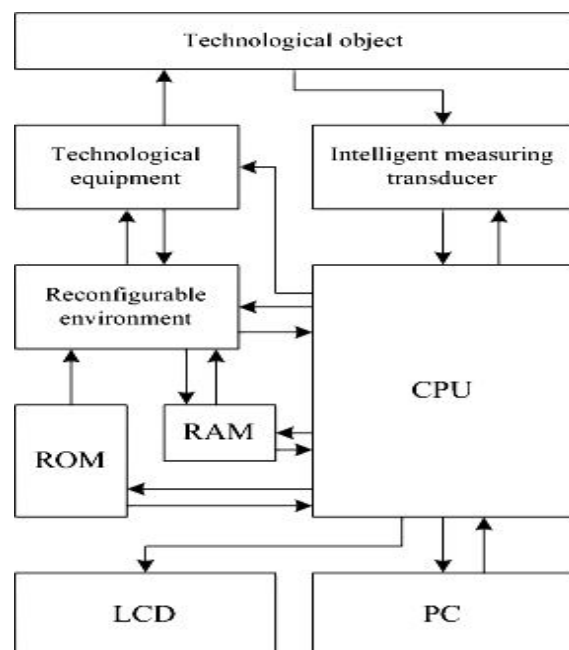 Technological object
Technological
equipment
Intelligent measuring
transducer
Reconfigurable
environment
CPU
RAM
ROM
LCD
PC